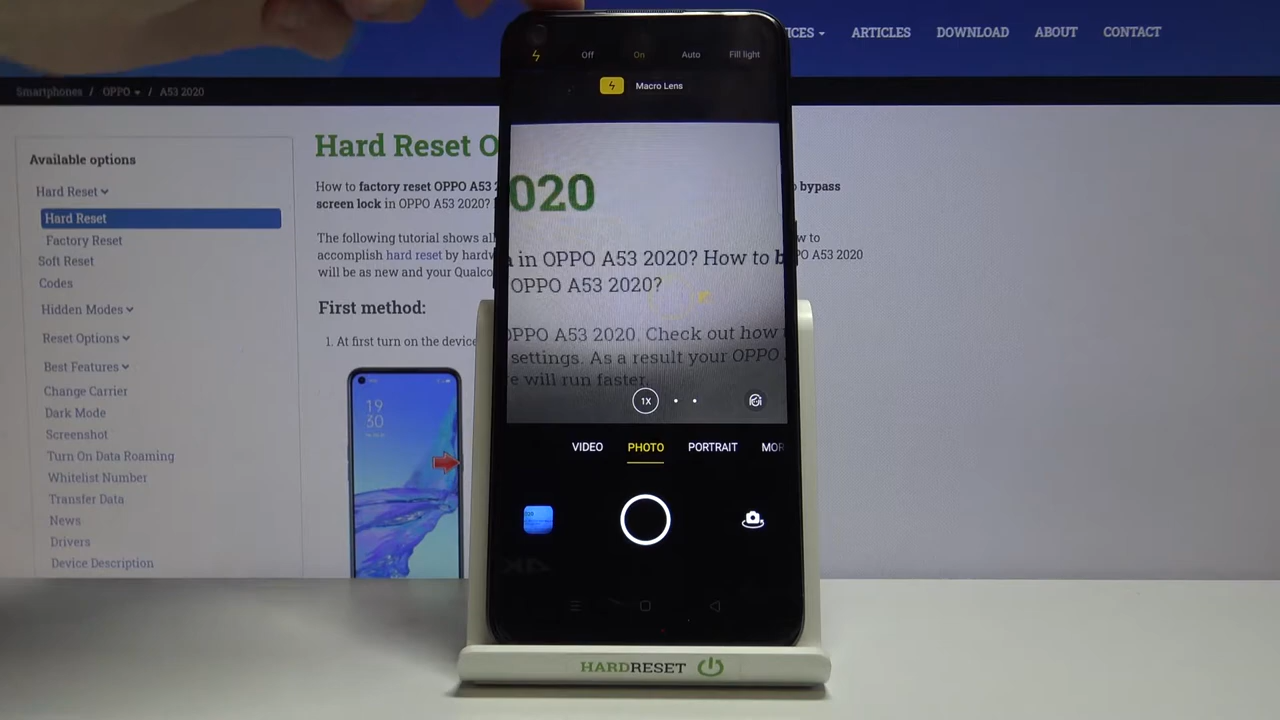 ICES ARTICLES DOWNLOAD ABOUT CONTACT
Smartphones / OPPO / A53 2020
Available options
Hard Reset
Hard Reset
Factory Reset
Soft Reset
Codes
Hidden Modes
Reset Options
Best Features
Change Carrier
Dark Mode
Screenshot
Turn On Data Roaming
Whitelist Number
Transfer Data
News
Drivers
Device Description
Hard Reset O
How to factory reset OPPO A53 2
bypass
screen lock in OPPO A53 2020?
The following tutorial shows all
w to
accomplish hard reset by hardw
PO A53 2020
will be as new and your Qualco
First method:
1. At first turn on the device
19
30
Off On Auto Fill light
Macro Lens
020
in OPPO A53 2020? How to b
OPPO A53 2020?
OPPO A53 2020. Check out how
settings. As a result your OPPO
e will run faster.
1X
VIDEO PHOTO PORTRAIT MOR
HARDRESET